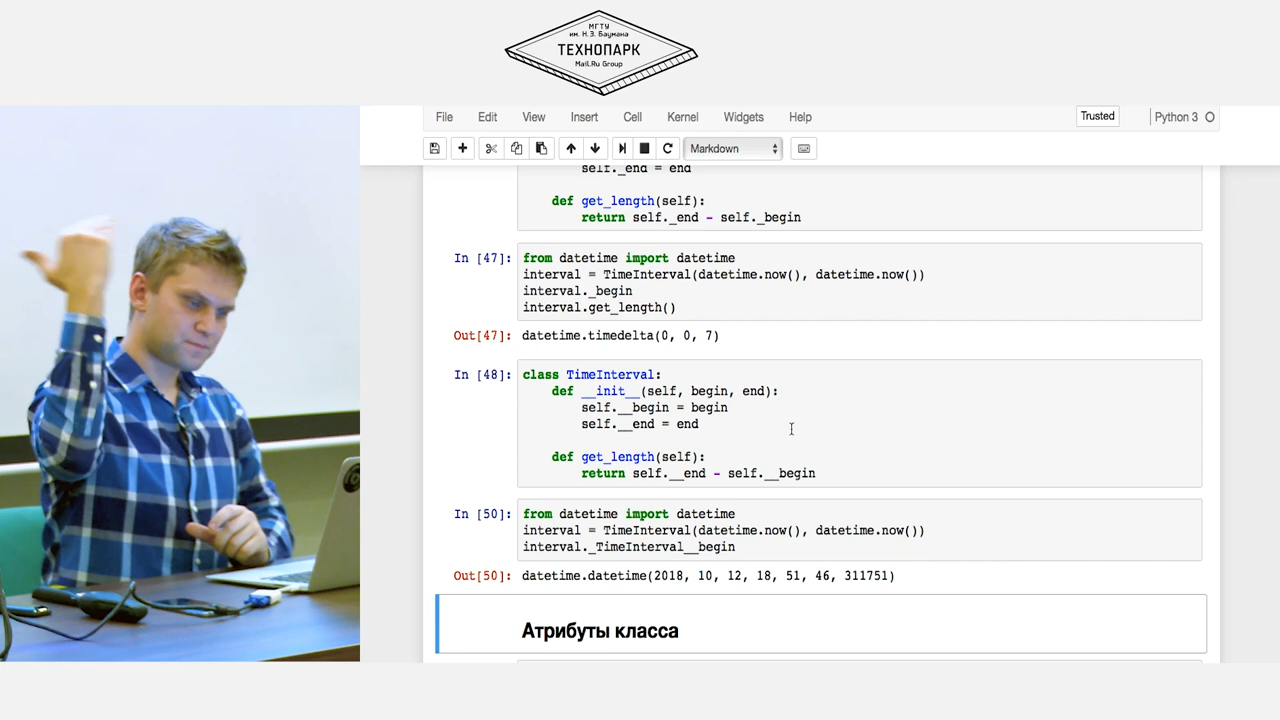 МГТУ
им. Н.Э. Баумана
ТЕХНОПАРК
Mail.Ru Group
File Edit View Insert Cell Kernel Widgets Help Trusted Python 3
Markdown
self._end = end
def get_length(self):
return self._end - self._begin
In [47]: from datetime import datetime
interval = TimeInterval(datetime.now(), datetime.now())
interval._begin
interval.get_length()
Out[47]: datetime.timedelta(0, 0, 7)
In [48]: class TimeInterval:
def __init__(self, begin, end):
self.__begin = begin
self.__end = end
def get_length(self):
return self.__end - self.__begin
In [50]: from datetime import datetime
interval = TimeInterval(datetime.now(), datetime.now())
interval._TimeInterval__begin
Out[50]: datetime.datetime(2018, 10, 12, 18, 51, 46, 311751)
Атрибуты класса